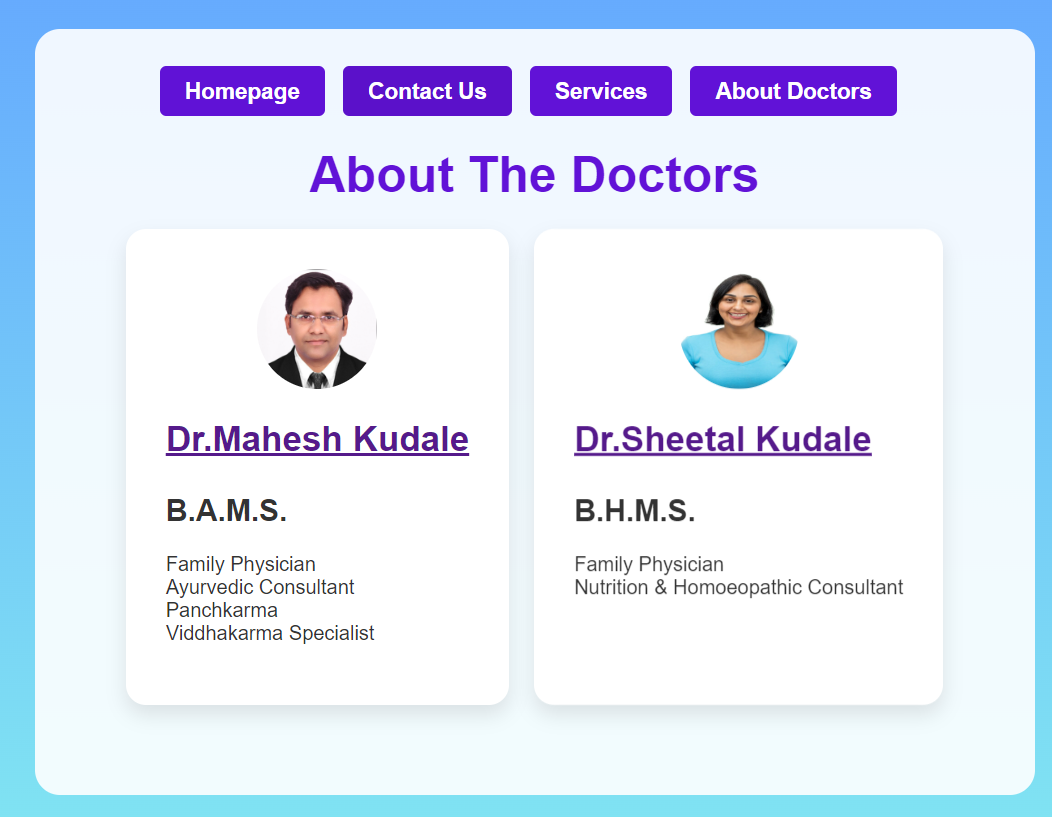 Homepage
Contact Us
Services
About Doctors
About The Doctors
Dr.Mahesh Kudale
B.A.M.S.
Family Physician
Ayurvedic Consultant
Panchkarma
Viddhakarma Specialist
Dr.Sheetal Kudale
B.H.M.S.
Family Physician
Nutrition & Homoeopathic Consultant